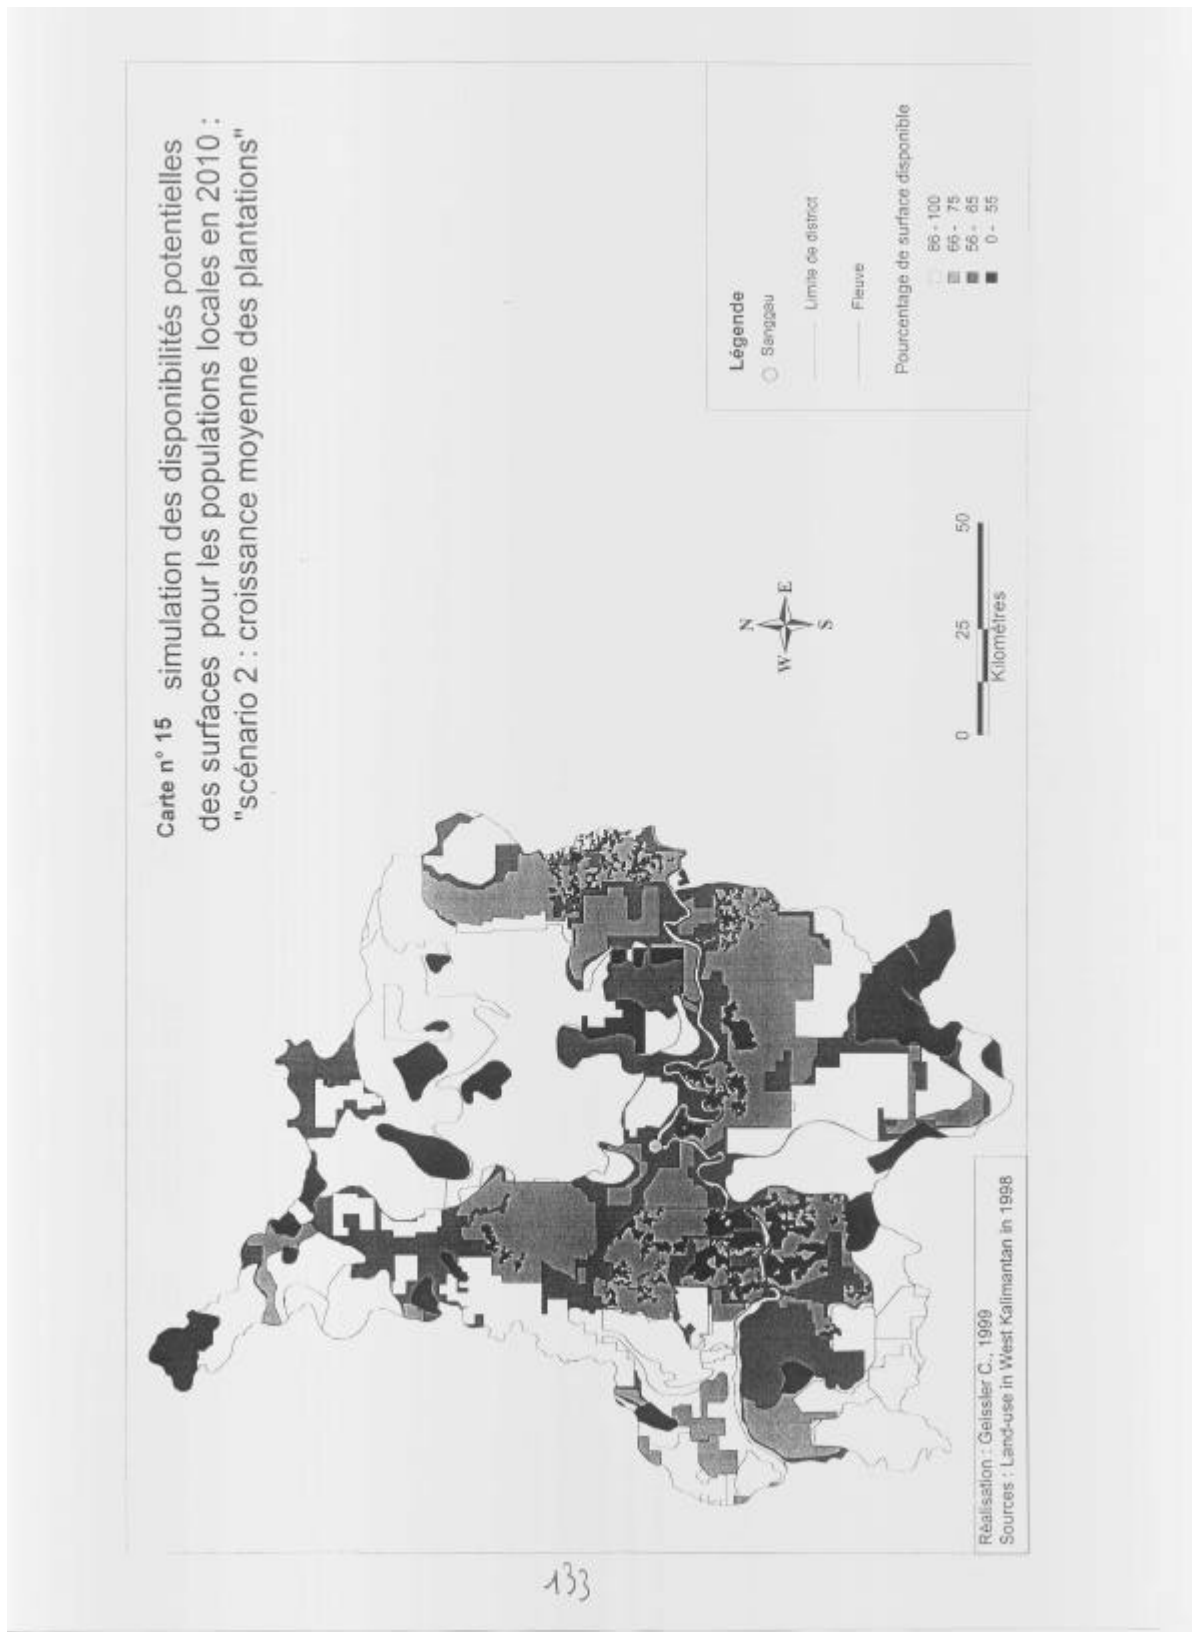 Carte n° 15 simulation des disponibilités potentielles
des surfaces pour les populations locales en 2010 :
"scénario 2 : croissance moyenne des plantations"
N
W E
S
0 25 50
Kilomètres
Légende
Sanggau
Limite de district
Fleuve
Pourcentage de surface disponible
86 - 100
66 - 75
56 - 65
0 - 55
Réalisation : Geissler C., 1999
Sources : Land-use in West Kalimantan in 1998
133